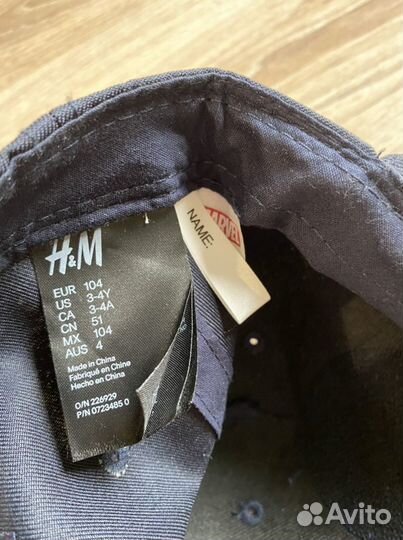 H&M
EUR 104
US 3-4Y
CA 3-4A
CN 51
MX 104
AUS 4
Made in China
Fabriqué en Chine
Hecho en China
O/N 226929
P/N 0723485 0
NAME:
MARVEL
Avito